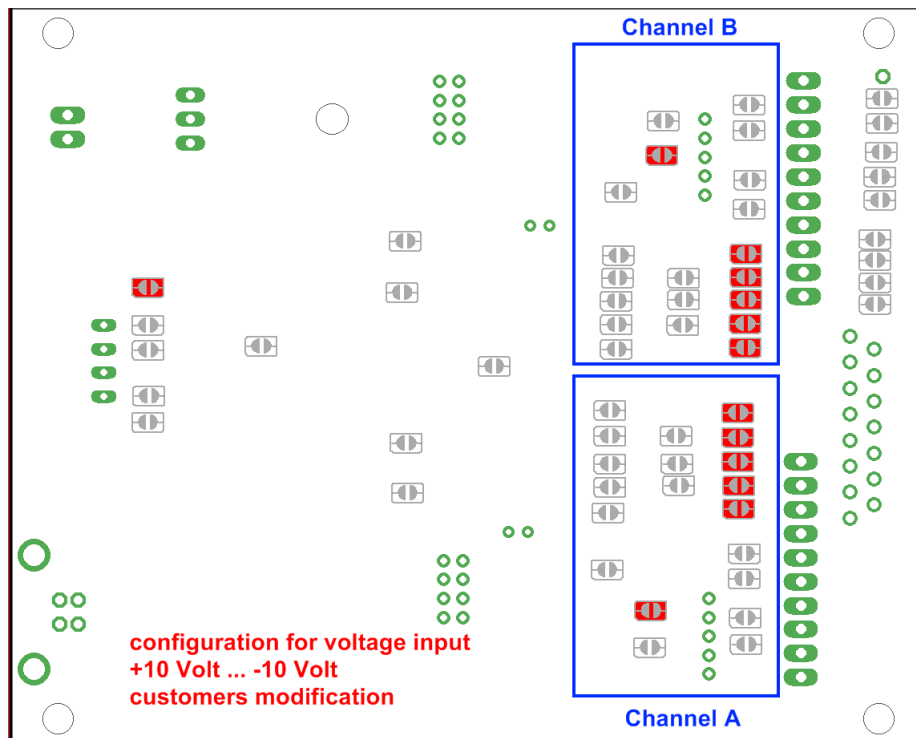 Channel B
configuration for voltage input
+10 Volt ... -10 Volt
customers modification
Channel A